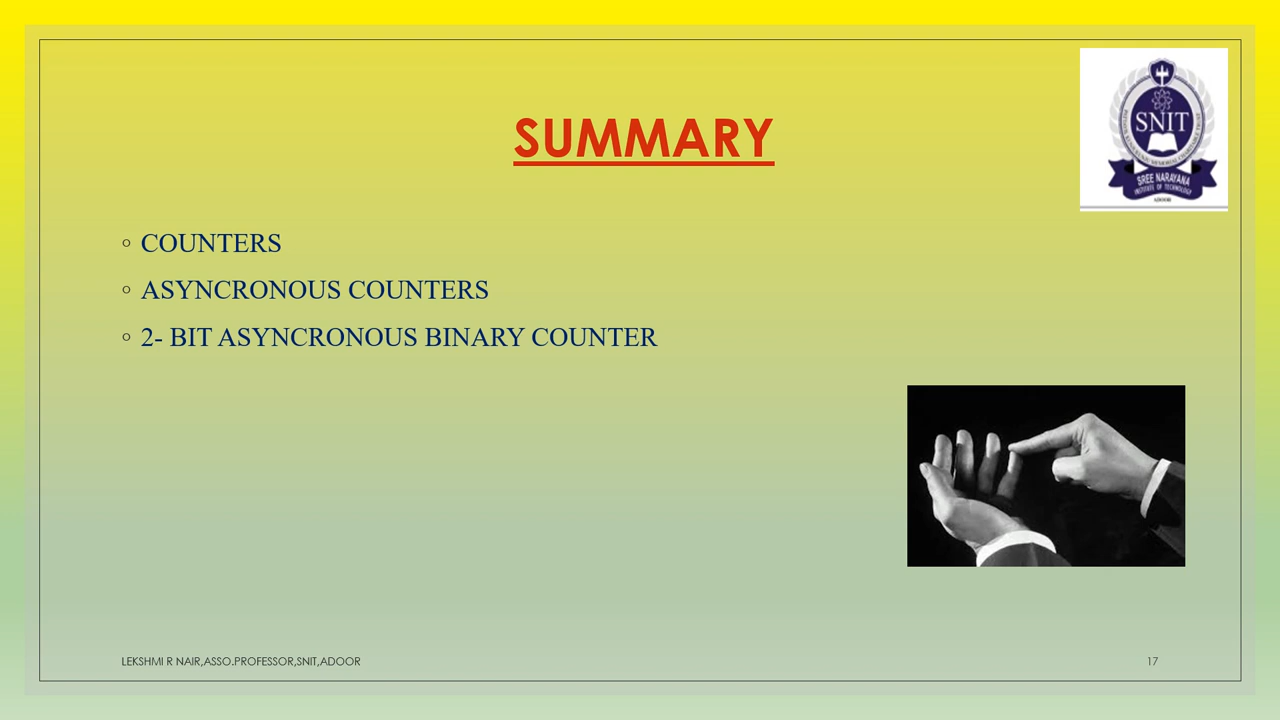 SUMMARY
SNIT
SREE NARAYANA
INSTITUTE OF TECHNOLOGY
ADOOR
◦ COUNTERS
◦ ASYNCRONOUS COUNTERS
◦ 2- BIT ASYNCRONOUS BINARY COUNTER
LEKSHMI R NAIR,ASSO.PROFESSOR,SNIT,ADOOR
17